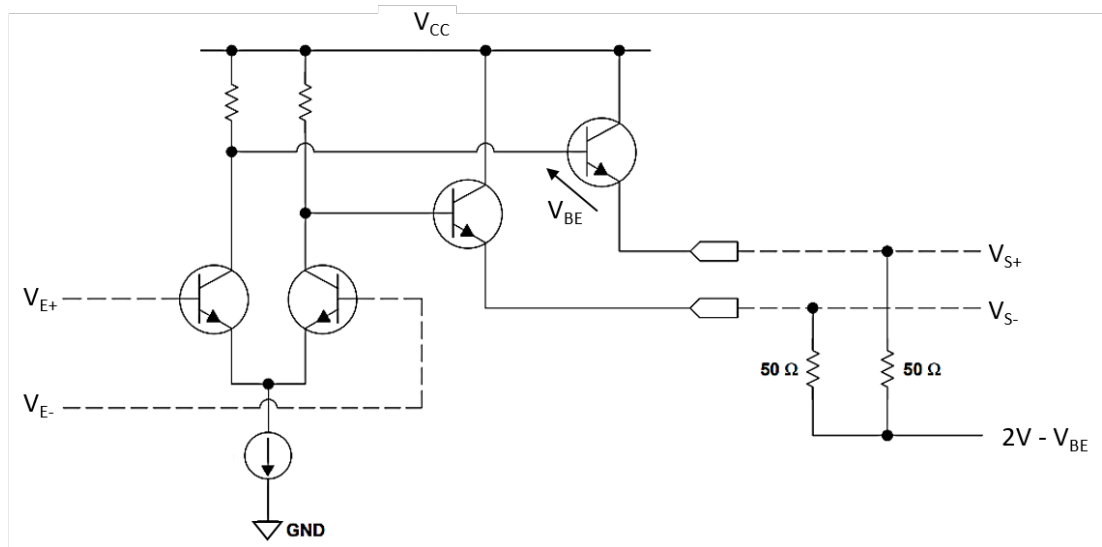 V_CC
V_BE
V_E+
V_E-
V_S+
V_S-
50 Ω
50 Ω
2V - V_BE
GND